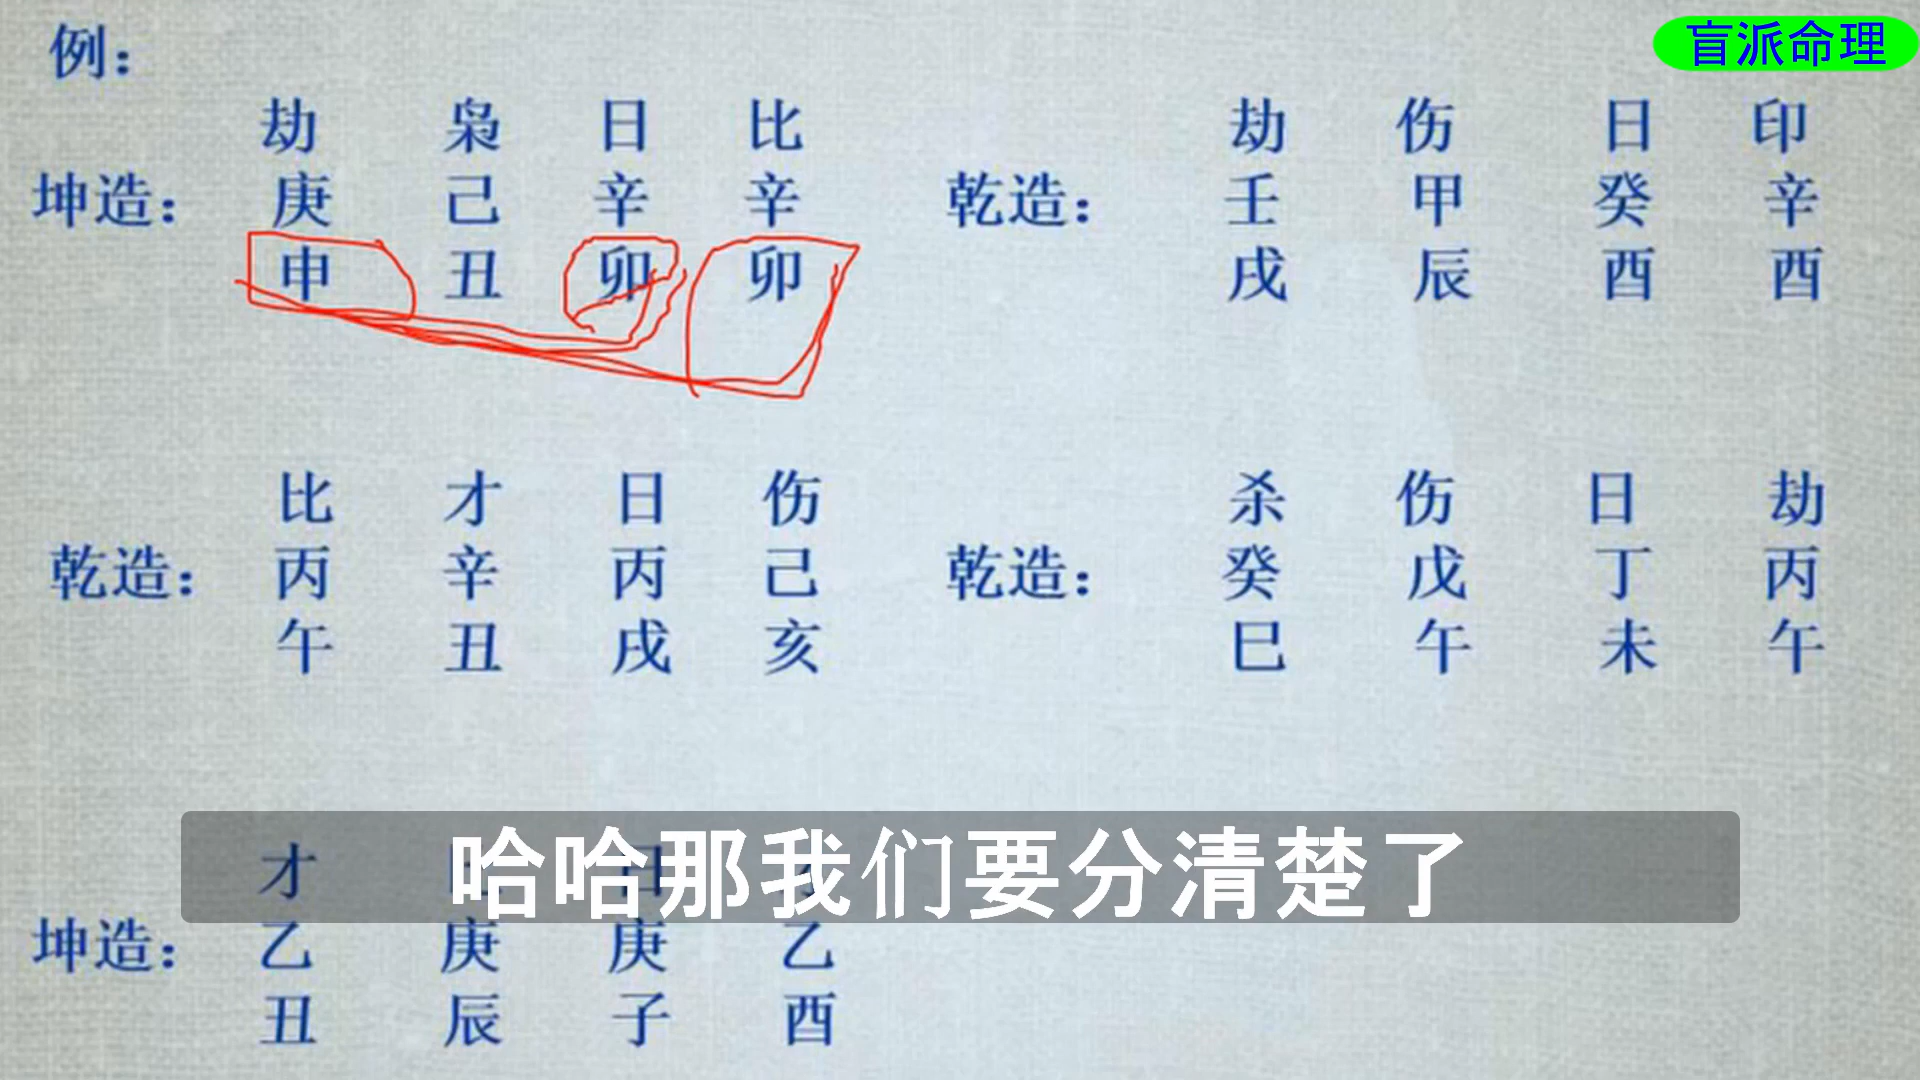 例：
盲派命理
劫 枭 日 比
坤造： 庚 己 辛 辛
申 丑 卯 卯
劫 伤 日 印
乾造： 壬 甲 癸 辛
戌 辰 酉 酉
比 才 日 伤
乾造： 丙 辛 丙 己
午 丑 戌 亥
杀 伤 日 劫
乾造： 癸 戊 丁 丙
巳 午 未 午
才 日
哈哈那我们要分清楚了
坤造： 乙 庚 庚 乙
丑 辰 子 酉